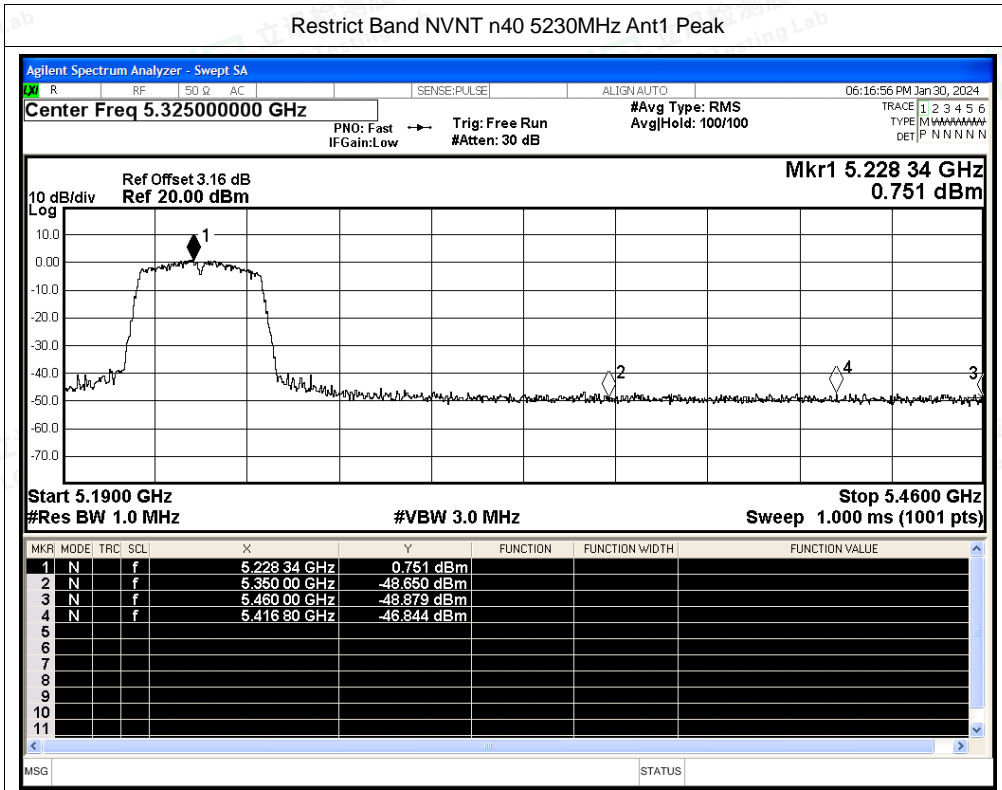 Restrict Band NVNT n40 5230MHz Ant1 Peak
Agilent Spectrum Analyzer - Swept SA
LXI R RF 50 Ω AC SENSE:PULSE ALIGN AUTO 06:16:56 PM Jan 30, 2024
Center Freq 5.325000000 GHz #Avg Type: RMS TRACE 1 2 3 4 5 6
PNO: Fast Trig: Free Run Avg|Hold: 100/100 TYPE M WWWWW
IFGain:Low #Atten: 30 dB DET P N N N N N
Mkr1 5.228 34 GHz
Ref Offset 3.16 dB
10 dB/div Ref 20.00 dBm 0.751 dBm
Log
10.0
1
0.00
-10.0
-20.0
-30.0
-40.0
2 4 3
-50.0
-60.0
-70.0
Start 5.1900 GHz Stop 5.4600 GHz
#Res BW 1.0 MHz #VBW 3.0 MHz Sweep 1.000 ms (1001 pts)
MKR MODE TRC SCL X Y FUNCTION FUNCTION WIDTH FUNCTION VALUE
1 N f 5.228 34 GHz 0.751 dBm
2 N f 5.350 00 GHz -48.650 dBm
3 N f 5.460 00 GHz -48.879 dBm
4 N f 5.416 80 GHz -46.844 dBm
5
6
7
8
9
10
11
MSG STATUS